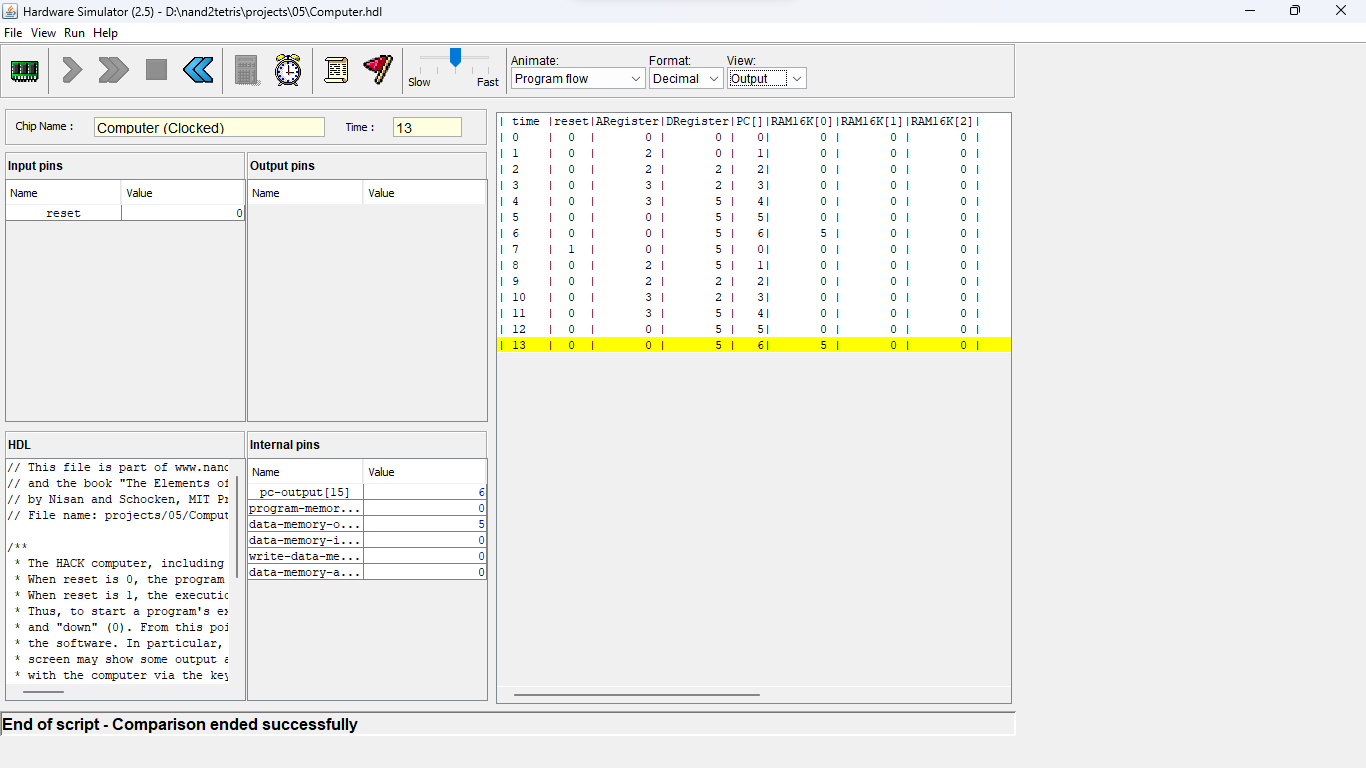 Hardware Simulator (2.5) - D:\nand2tetris\projects\05\Computer.hdl
File View Run Help
Slow Fast
Animate: Format: View:
Program flow Decimal Output
Chip Name : Computer (Clocked) Time : 13
Input pins
Name Value
reset 0
Output pins
Name Value
HDL
// This file is part of www.nand
// and the book "The Elements of
// by Nisan and Schocken, MIT Pr
// File name: projects/05/Comput
/**
* The HACK computer, including
* When reset is 0, the program
* When reset is 1, the executio
* Thus, to start a program's ex
* and "down" (0). From this poi
* the software. In particular,
* screen may show some output a
* with the computer via the key
Internal pins
Name Value
pc-output[15] 6
program-memor... 0
data-memory-o... 5
data-memory-i... 0
write-data-me... 0
data-memory-a... 0
| time |reset|ARegister|DRegister|PC[]|RAM16K[0]|RAM16K[1]|RAM16K[2]|
| 0 | 0 | 0 | 0 | 0| 0 | 0 | 0 |
| 1 | 0 | 2 | 0 | 1| 0 | 0 | 0 |
| 2 | 0 | 2 | 2 | 2| 0 | 0 | 0 |
| 3 | 0 | 3 | 2 | 3| 0 | 0 | 0 |
| 4 | 0 | 3 | 5 | 4| 0 | 0 | 0 |
| 5 | 0 | 0 | 5 | 5| 0 | 0 | 0 |
| 6 | 0 | 0 | 5 | 6| 5 | 0 | 0 |
| 7 | 1 | 0 | 5 | 0| 0 | 0 | 0 |
| 8 | 0 | 2 | 5 | 1| 0 | 0 | 0 |
| 9 | 0 | 2 | 2 | 2| 0 | 0 | 0 |
| 10 | 0 | 3 | 2 | 3| 0 | 0 | 0 |
| 11 | 0 | 3 | 5 | 4| 0 | 0 | 0 |
| 12 | 0 | 0 | 5 | 5| 0 | 0 | 0 |
| 13 | 0 | 0 | 5 | 6| 5 | 0 | 0 |
End of script - Comparison ended successfully